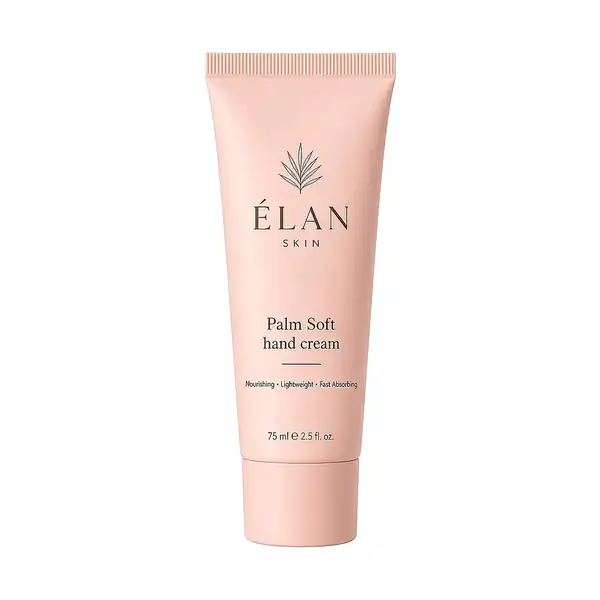 ÉLAN
SKIN
Palm Soft
hand cream
Nourishing • Lightweight • Fast Absorbing
75 ml ℮ 2.5 fl. oz.